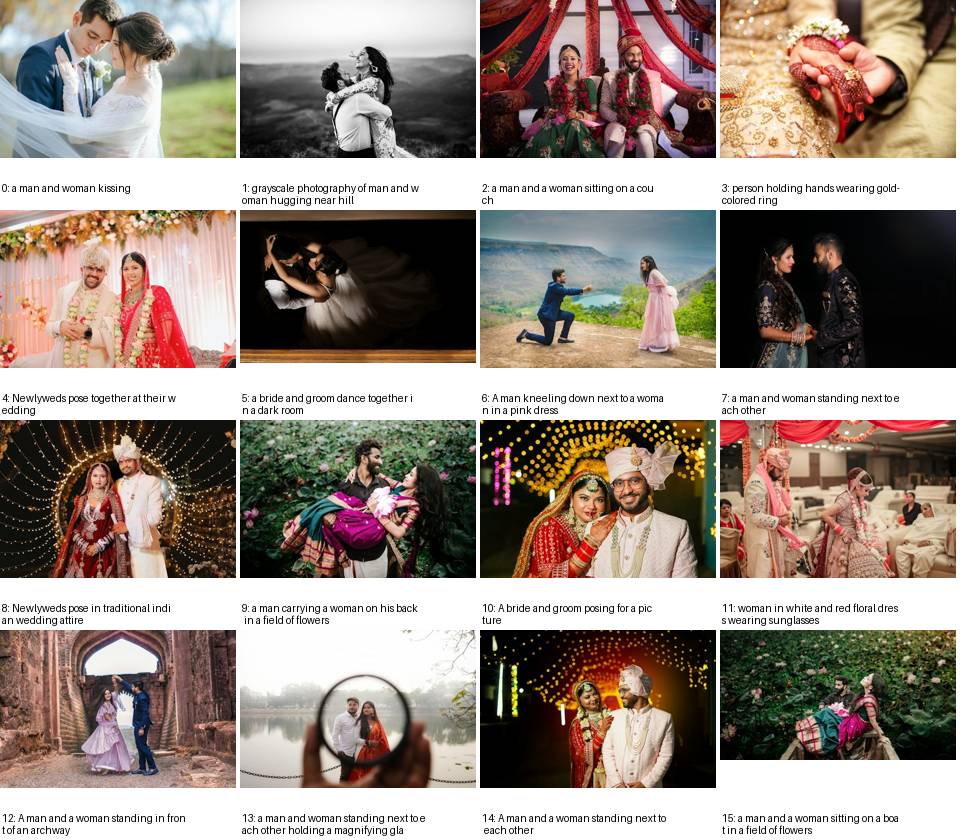 0: a man and woman kissing
1: grayscale photography of man and w
oman hugging near hill
2: a man and a woman sitting on a cou
ch
3: person holding hands wearing gold-
colored ring
4: Newlyweds pose together at their w
edding
5: a bride and groom dance together i
n a dark room
6: A man kneeling down next to a woma
n in a pink dress
7: a man and woman standing next to e
ach other
8: Newlyweds pose in traditional indi
an wedding attire
9: a man carrying a woman on his back
in a field of flowers
10: A bride and groom posing for a pic
ture
11: woman in white and red floral dres
s wearing sunglasses
12: A man and a woman standing in fron
t of an archway
13: a man and a woman standing next to e
ach other holding a magnifying gla
14: A man and a woman standing next to
each other
15: a man and a woman sitting on a boa
t in a field of flowers